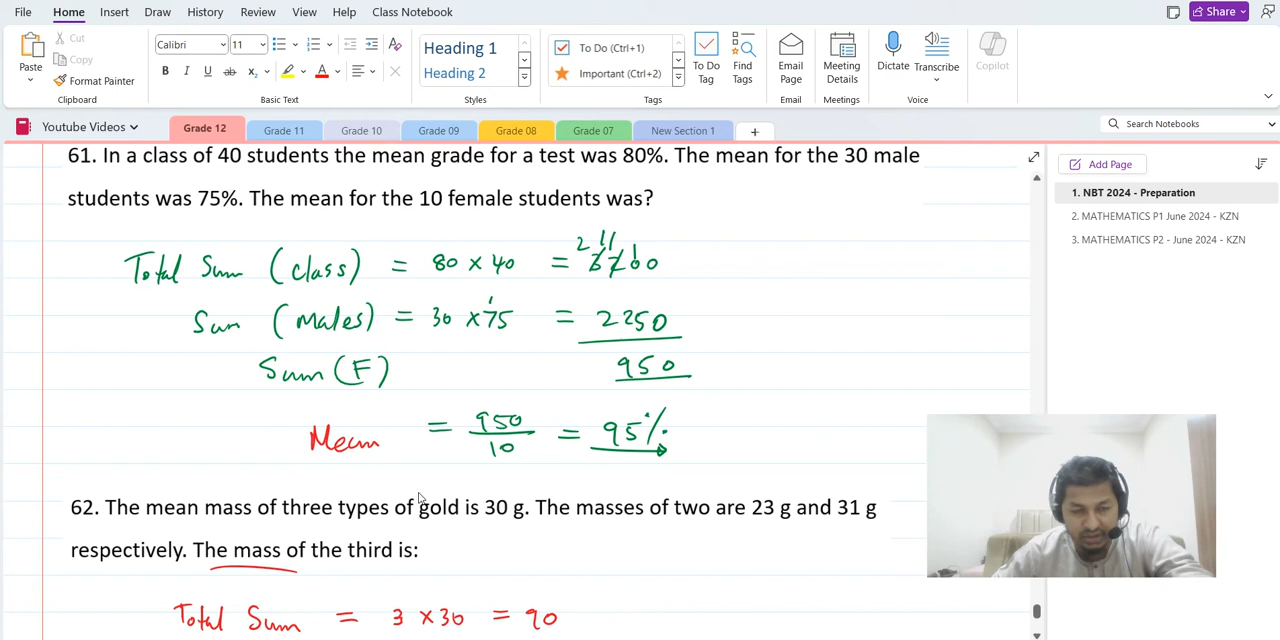 File Home Insert Draw History Review View Help Class Notebook Share
Paste Cut Copy Format Painter Clipboard
Calibri 11 B I U ab x₂ A Basic Text
Heading 1
Heading 2
Styles
To Do (Ctrl+1)
Important (Ctrl+2)
To Do Tag Find Tags Tags
Email Page Email
Meeting Details Meetings
Dictate Transcribe Voice
Copilot
Youtube Videos Grade 12 Grade 11 Grade 10 Grade 09 Grade 08 Grade 07 New Section 1 + Search Notebooks
Add Page
1. NBT 2024 - Preparation
2. MATHEMATICS P1 June 2024 - KZN
3. MATHEMATICS P2 - June 2024 - KZN
61. In a class of 40 students the mean grade for a test was 80%. The mean for the 30 male
students was 75%. The mean for the 10 female students was?
Total Sum (class) = 80 × 40 =
Sum (Males) = 30 × 75 = 2250
Sum (F) 950
Mean = 950/10 = 95%
62. The mean mass of three types of gold is 30 g. The masses of two are 23 g and 31 g
respectively. The mass of the third is:
Total Sum = 3 × 30 = 90